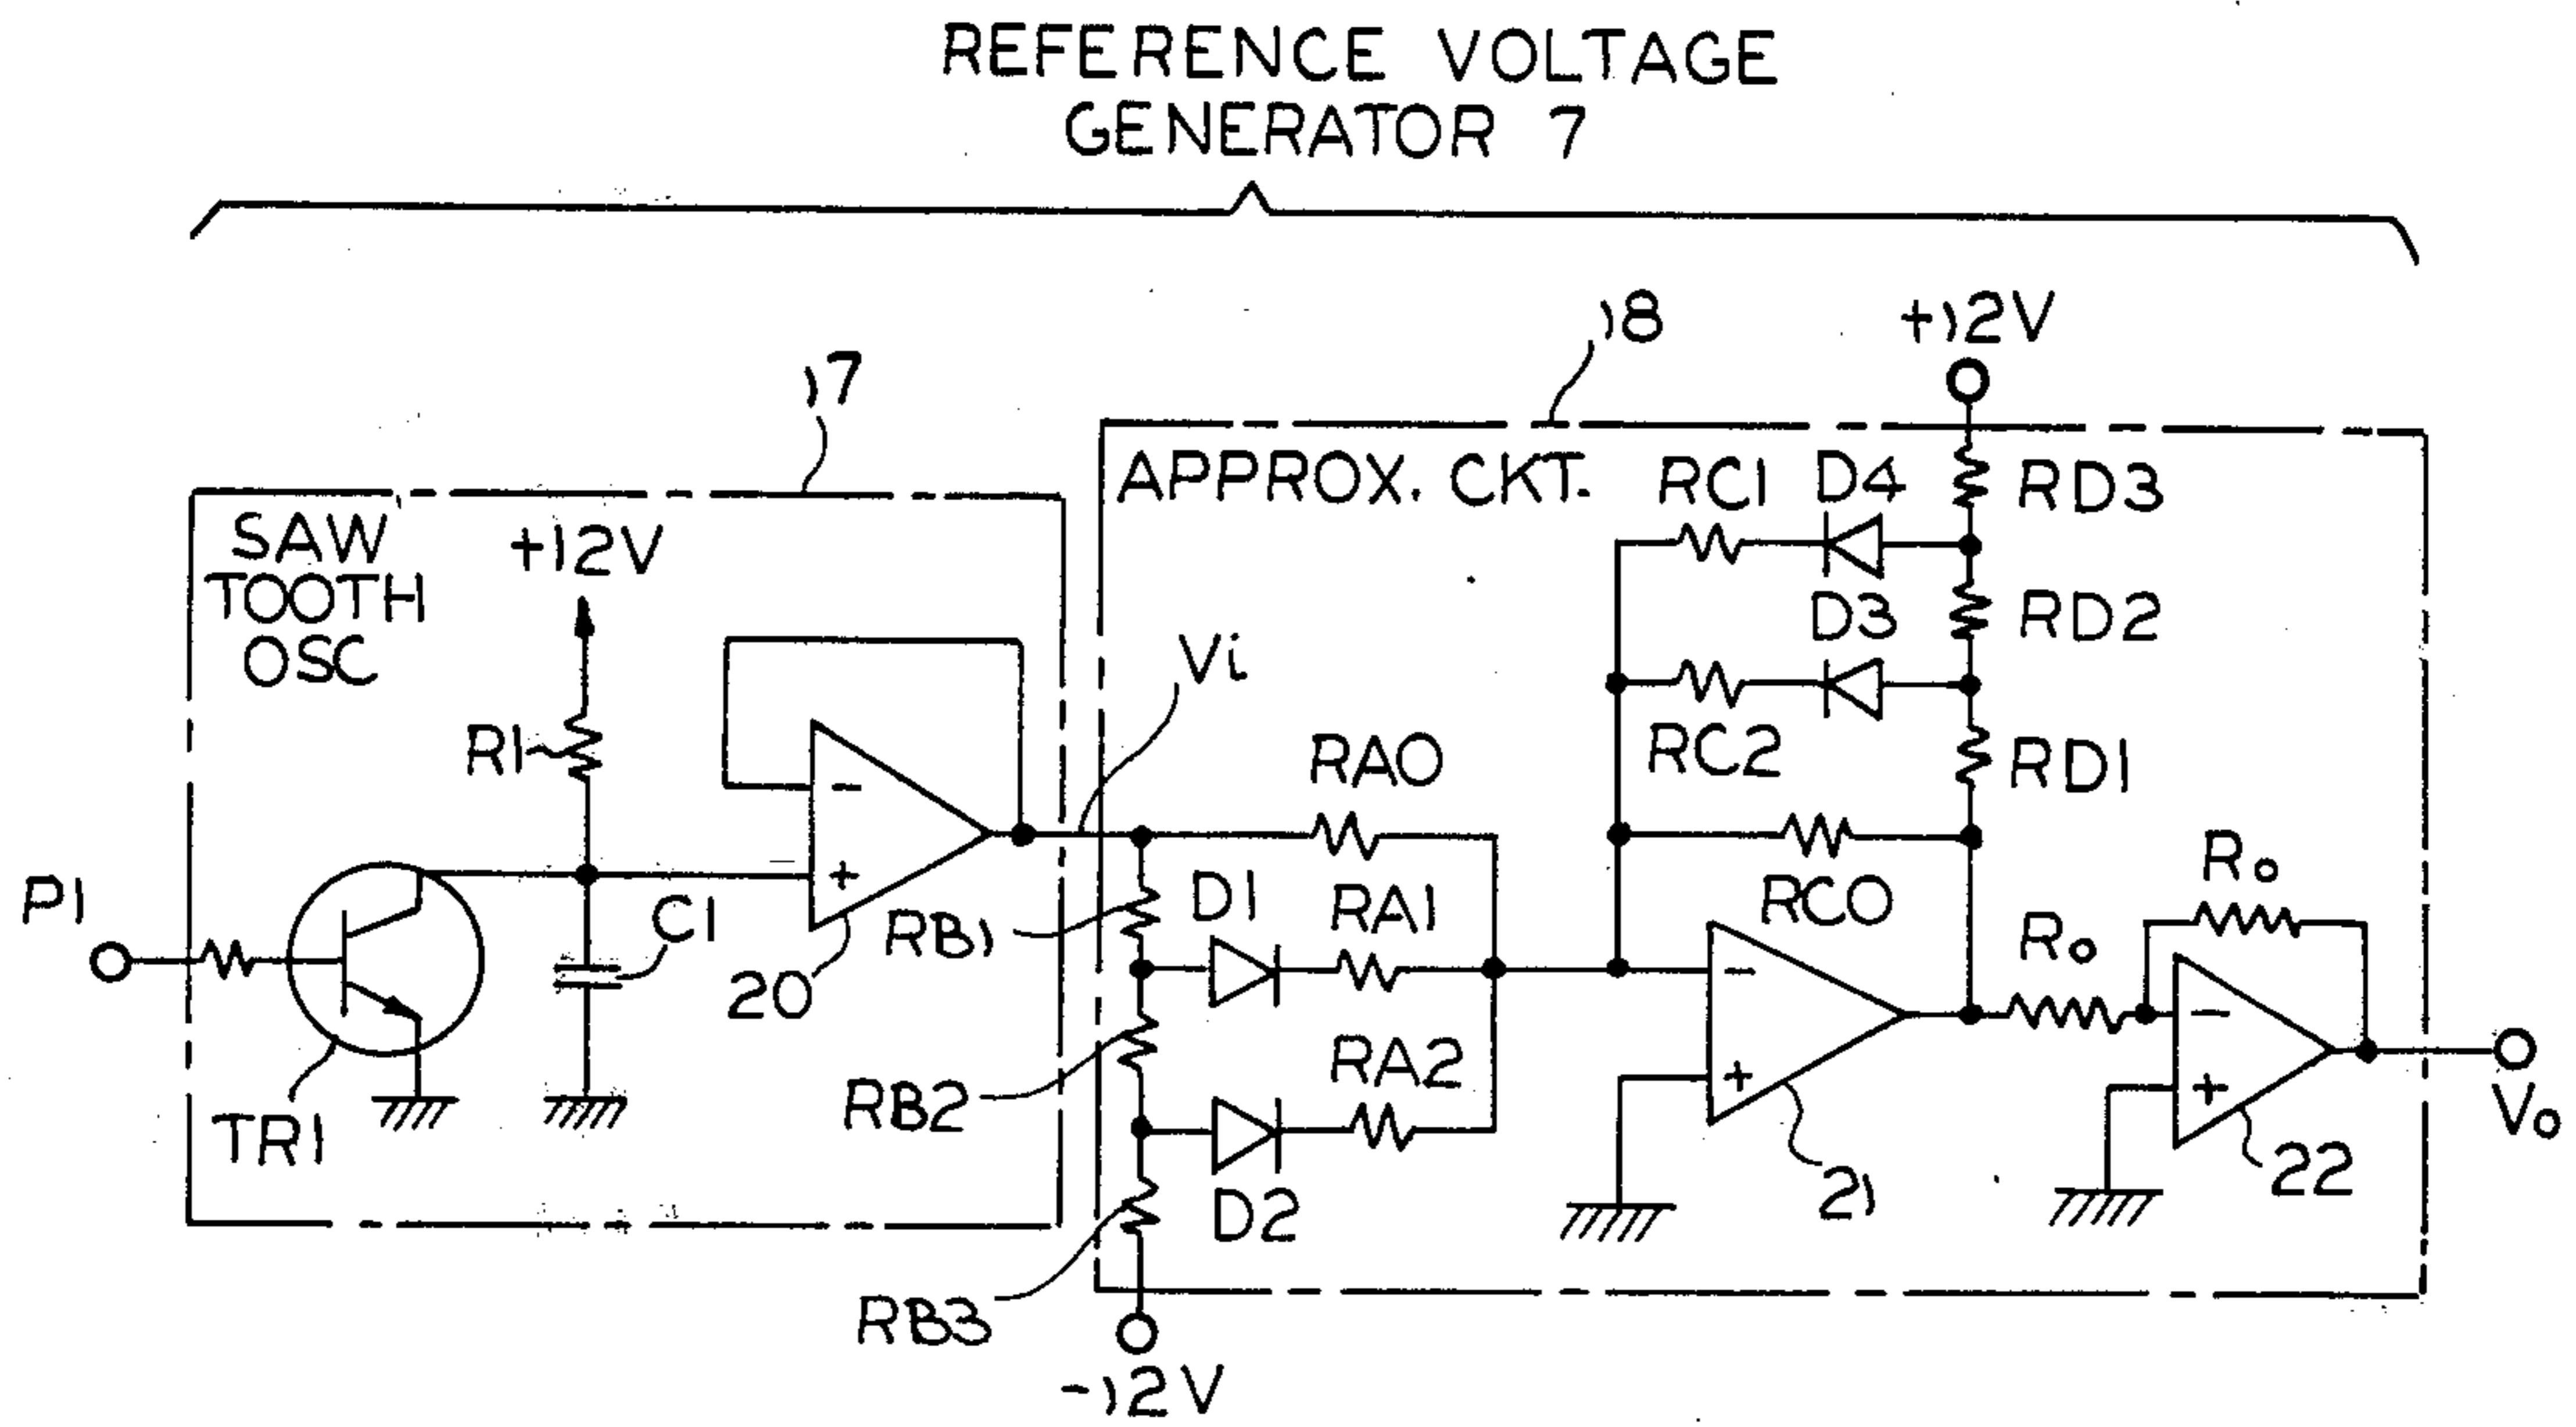 REFERENCE VOLTAGE
GENERATOR 7
17
18
+12V
SAW
TOOTH
OSC
+12V
R1
P1
TR1
C1
20
Vi
APPROX. CKT.
RC1
D4
RD3
D3
RD2
RC2
RD1
RA0
RC0
RB1
D1
RA1
RB2
RA2
D2
RB3
-12V
21
Ro
Ro
22
Vo
-
+
-
+
-
+